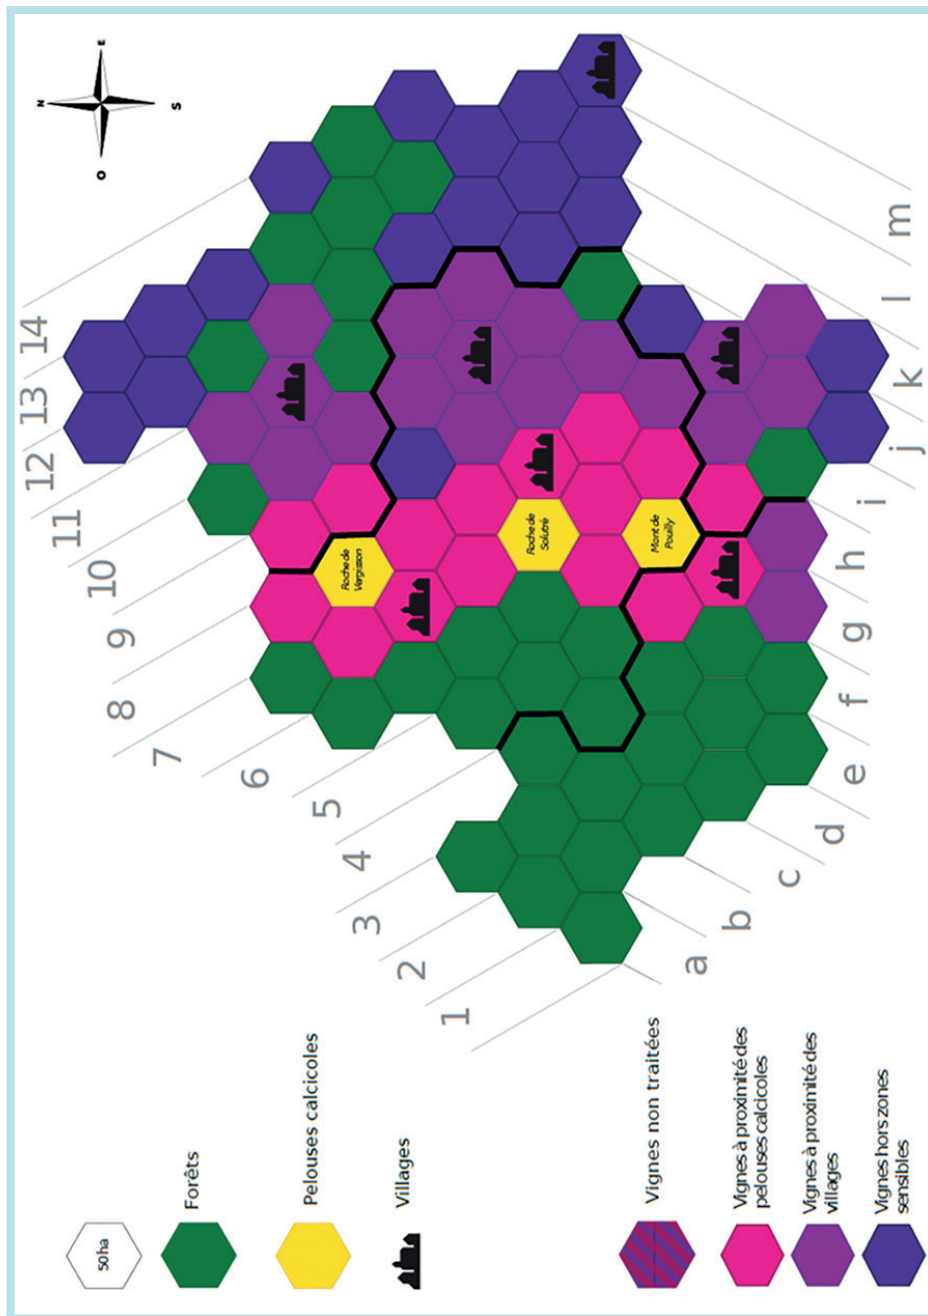 N
E
S
O
14
13
12
11
10
9
8
7
6
5
4
3
2
1
Roche de
Vergisson
Roche de
Solutré
Mont de
Pouilly
a
b
c
d
e
f
g
h
i
j
k
l
m
50ha
Forêts
Pelouses calcicoles
Villages
Vignes non traitées
Vignes à proximité des
pelouses calcicoles
Vignes à proximité des
villages
Vignes hors zones
sensibles